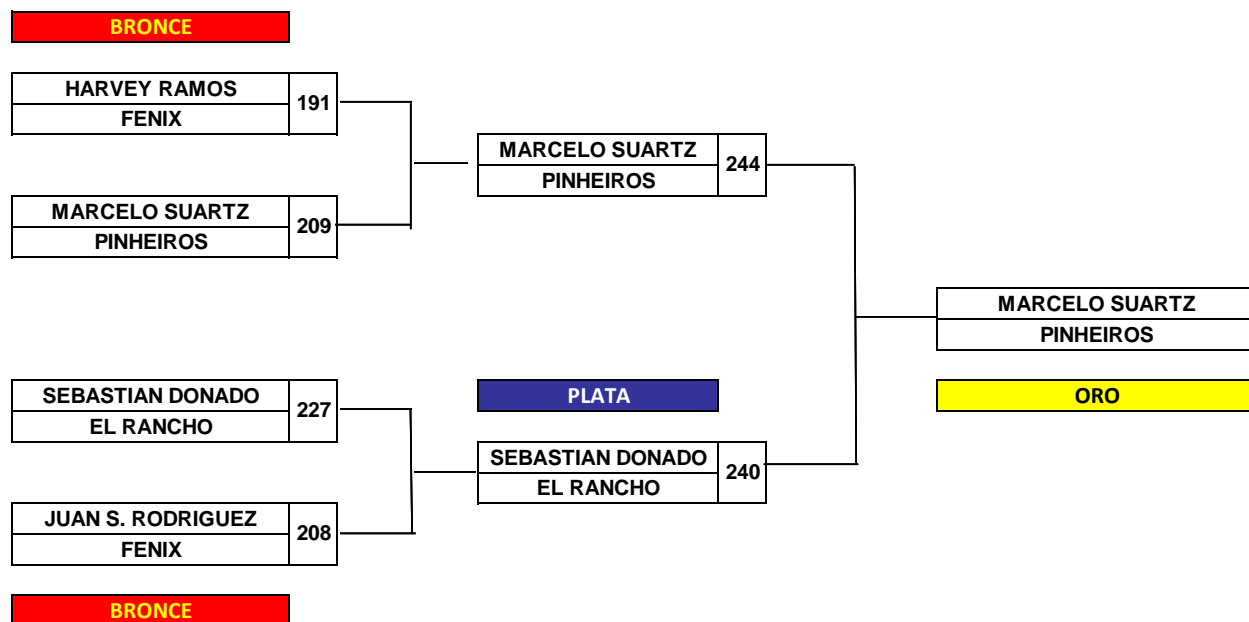 BRONCE
HARVEY RAMOS
191
FENIX
MARCELO SUARTZ
209
PINHEIROS
MARCELO SUARTZ
244
PINHEIROS
MARCELO SUARTZ
PINHEIROS
ORO
SEBASTIAN DONADO
227
EL RANCHO
PLATA
SEBASTIAN DONADO
240
EL RANCHO
JUAN S. RODRIGUEZ
208
FENIX
BRONCE